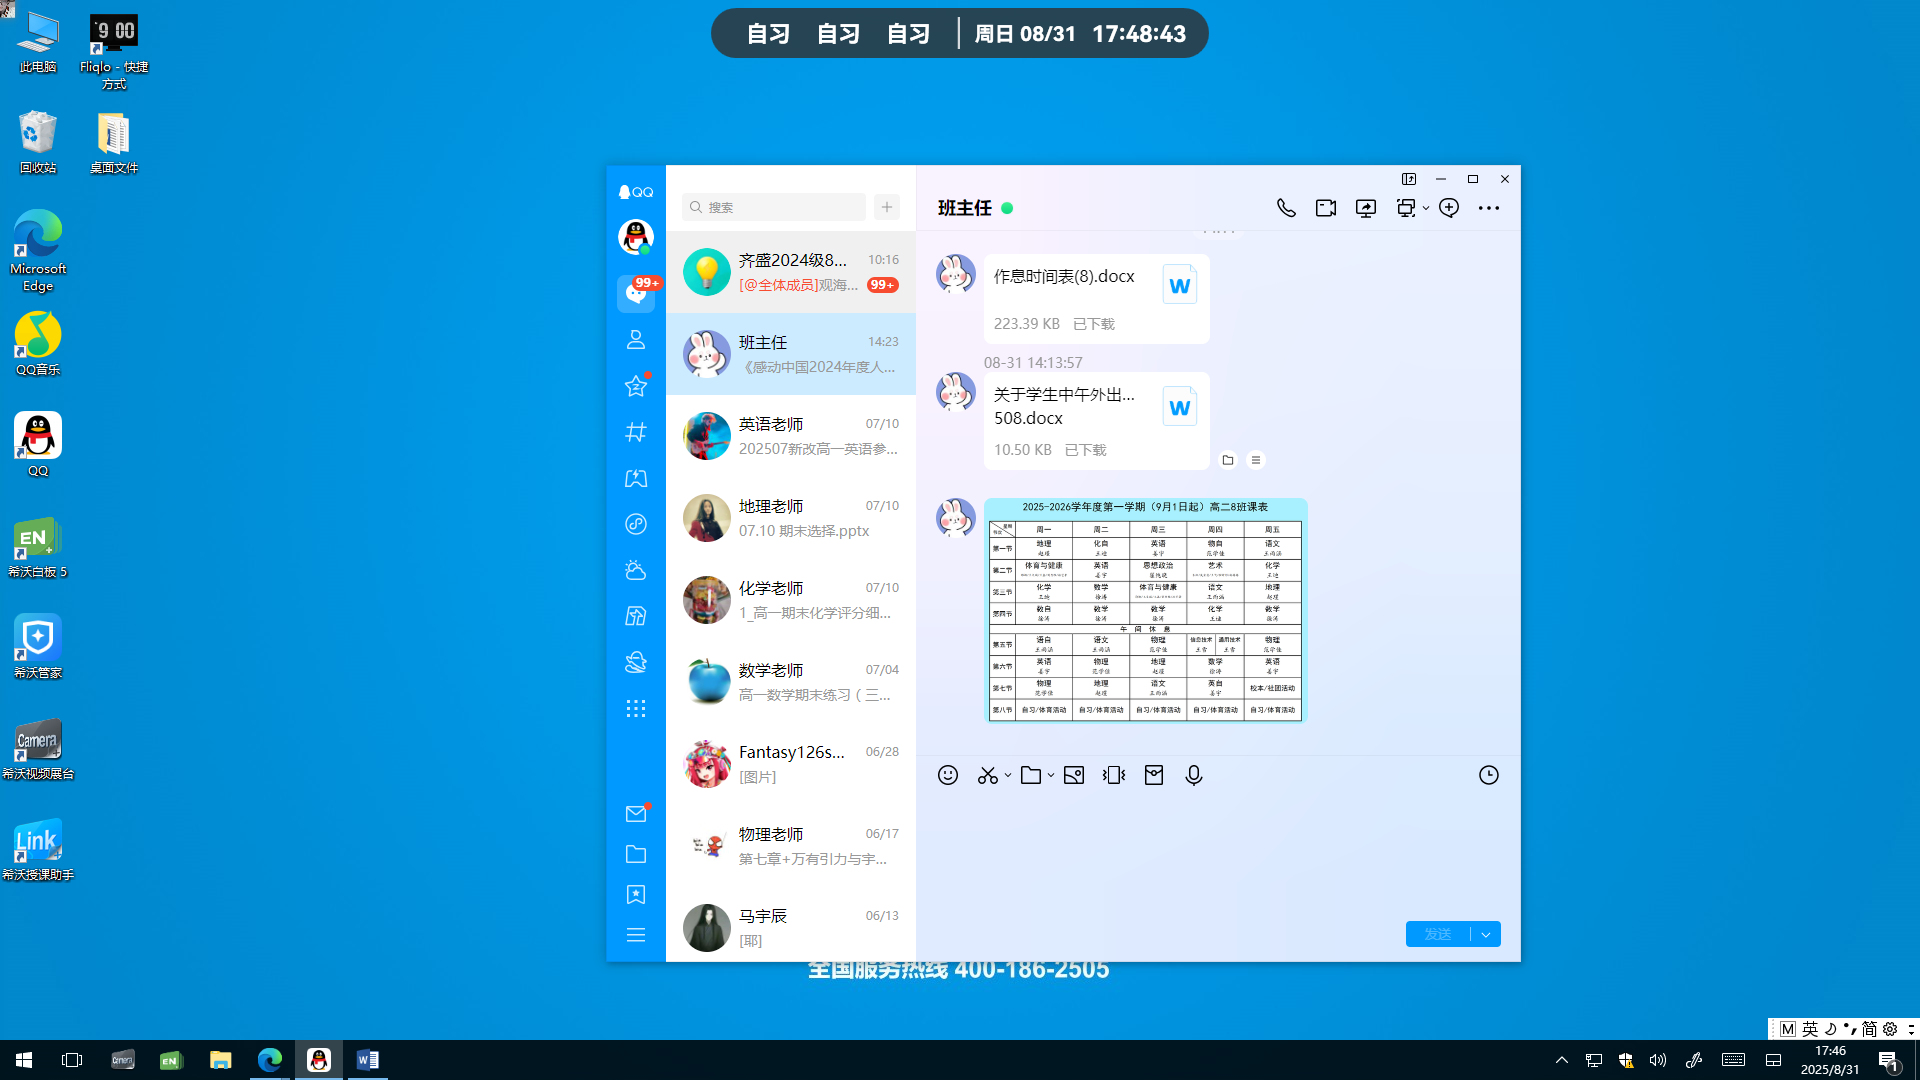 自习 自习 自习 周日 08/31 17:48:43
此电脑
Fliqlo - 快捷方式
回收站
桌面文件
Microsoft Edge
QQ音乐
QQ
EN
希沃白板 5
希沃管家
Camera
希沃视频展台
Link
希沃授课助手
QQ
99+
搜索
齐盛2024级8... 10:16
[@全体成员]观海... 99+
班主任 14:23
《感动中国2024年度人...
英语老师 07/10
202507新改高一英语参...
地理老师 07/10
07.10 期末选择.pptx
化学老师 07/10
1_高一期末化学评分细...
数学老师 07/04
高一数学期末练习（三...
Fantasy126s... 06/28
[图片]
物理老师 06/17
第七章+万有引力与宇...
马宇辰 06/13
[耶]
班主任
作息时间表(8).docx
W
223.39 KB 已下载
08-31 14:13:57
关于学生中午外出...
508.docx
W
10.50 KB 已下载
2025-2026学年度第一学期（9月1日起）高二8班课表
周一 周二 周三 周四 周五
第一节 地理 化自 英语 物自 语文
第二节 体育与健康 英语 思想政治 艺术 化学
第三节 化学 数学 体育与健康 语文 地理
第四节 数自 数学 数学 化学 数学
午 间 休 息
第五节 语自 语文 物理 信息技术 通用技术 物理
第六节 英语 物理 地理 数学 英语
第七节 物理 地理 语文 英自 校本/社团活动
第八节 自习/体育活动 自习/体育活动 自习/体育活动 自习/体育活动 自习/体育活动
发送
全国服务热线 400-186-2505
M 英 简
17:46
2025/8/31
1